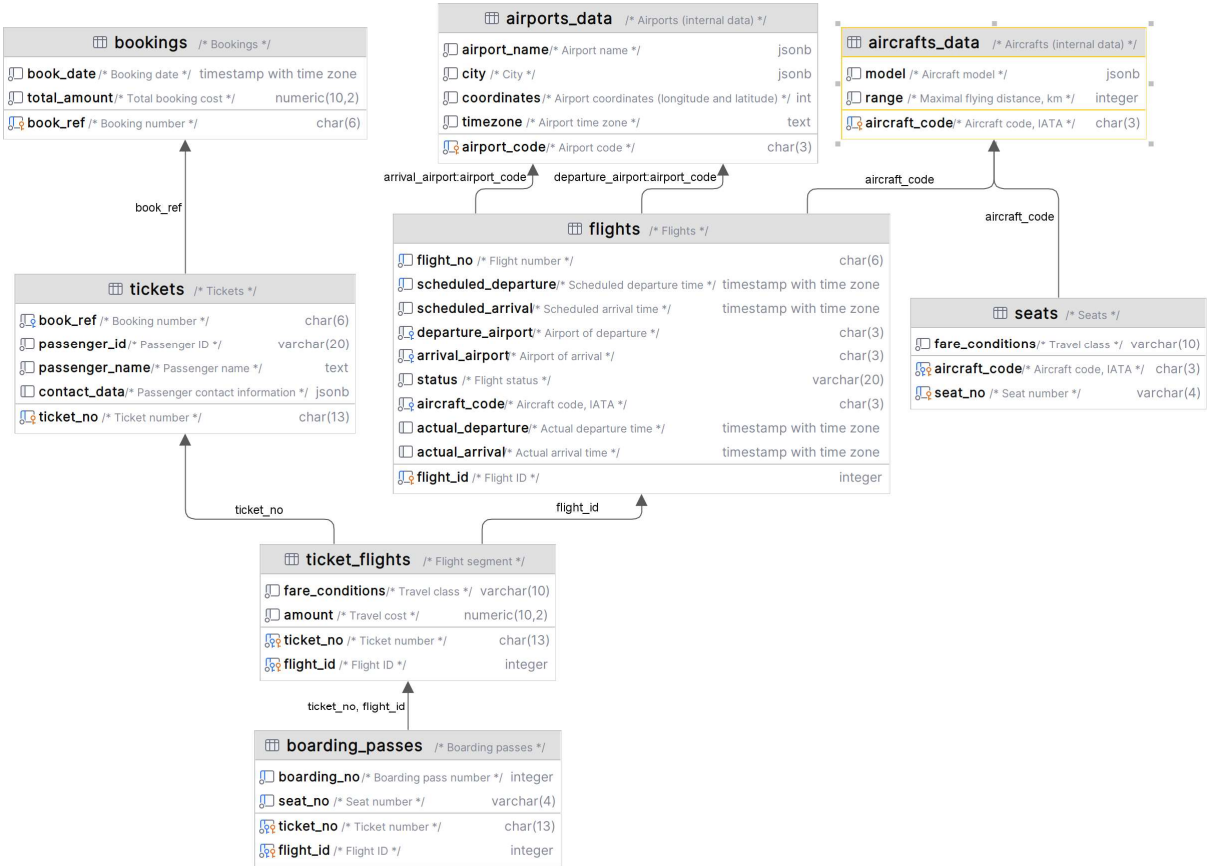 bookings /* Bookings */
book_date /* Booking date */ timestamp with time zone
total_amount /* Total booking cost */ numeric(10,2)
book_ref /* Booking number */ char(6)
airports_data /* Airports (internal data) */
airport_name /* Airport name */ jsonb
city /* City */ jsonb
coordinates /* Airport coordinates (longitude and latitude) */ int
timezone /* Airport time zone */ text
airport_code /* Airport code */ char(3)
aircrafts_data /* Aircrafts (internal data) */
model /* Aircraft model */ jsonb
range /* Maximal flying distance, km */ integer
aircraft_code /* Aircraft code, IATA */ char(3)
arrival_airport:airport_code
departure_airport:airport_code
aircraft_code
aircraft_code
book_ref
flights /* Flights */
flight_no /* Flight number */ char(6)
scheduled_departure /* Scheduled departure time */ timestamp with time zone
scheduled_arrival /* Scheduled arrival time */ timestamp with time zone
departure_airport /* Airport of departure */ char(3)
arrival_airport /* Airport of arrival */ char(3)
status /* Flight status */ varchar(20)
aircraft_code /* Aircraft code, IATA */ char(3)
actual_departure /* Actual departure time */ timestamp with time zone
actual_arrival /* Actual arrival time */ timestamp with time zone
flight_id /* Flight ID */ integer
tickets /* Tickets */
book_ref /* Booking number */ char(6)
passenger_id /* Passenger ID */ varchar(20)
passenger_name /* Passenger name */ text
contact_data /* Passenger contact information */ jsonb
ticket_no /* Ticket number */ char(13)
seats /* Seats */
fare_conditions /* Travel class */ varchar(10)
aircraft_code /* Aircraft code, IATA */ char(3)
seat_no /* Seat number */ varchar(4)
ticket_no
flight_id
ticket_flights /* Flight segment */
fare_conditions /* Travel class */ varchar(10)
amount /* Travel cost */ numeric(10,2)
ticket_no /* Ticket number */ char(13)
flight_id /* Flight ID */ integer
ticket_no, flight_id
boarding_passes /* Boarding passes */
boarding_no /* Boarding pass number */ integer
seat_no /* Seat number */ varchar(4)
ticket_no /* Ticket number */ char(13)
flight_id /* Flight ID */ integer